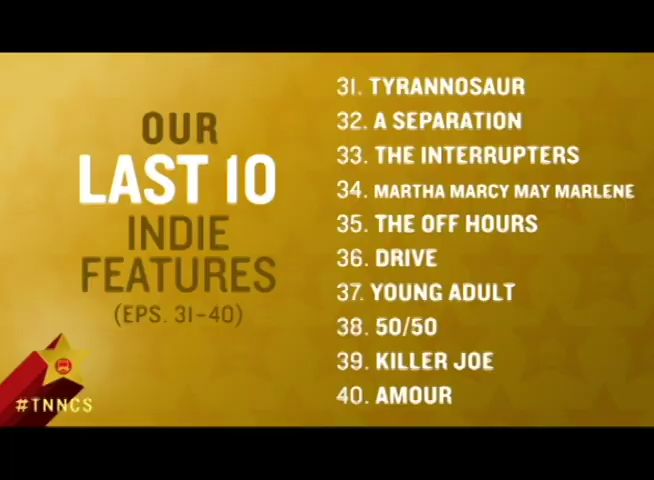 OUR
LAST 10
INDIE
FEATURES
(EPS. 31-40)
31. TYRANNOSAUR
32. A SEPARATION
33. THE INTERRUPTERS
34. MARTHA MARCY MAY MARLENE
35. THE OFF HOURS
36. DRIVE
37. YOUNG ADULT
38. 50/50
39. KILLER JOE
40. AMOUR
#TNNCS